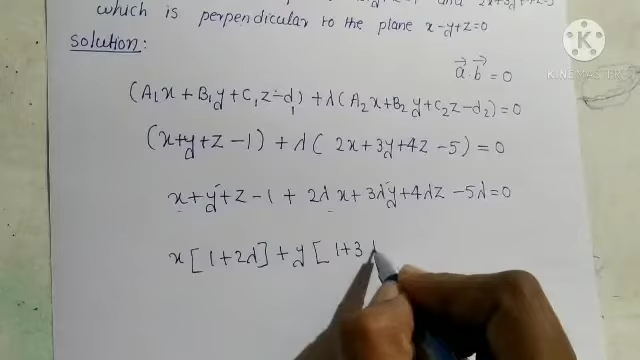 which is perpendicular to the plane x-y+z=0
Solution:
a⃗.b⃗ = 0
KINEMASTER
(A₁x + B₁y + C₁z - d₁) + λ(A₂x + B₂y + C₂z - d₂) = 0
(x+y+z-1) + λ(2x+3y+4z-5) = 0
x+y+z-1 + 2λx+3λy+4λz-5λ=0
x[1+2λ]+y[1+3